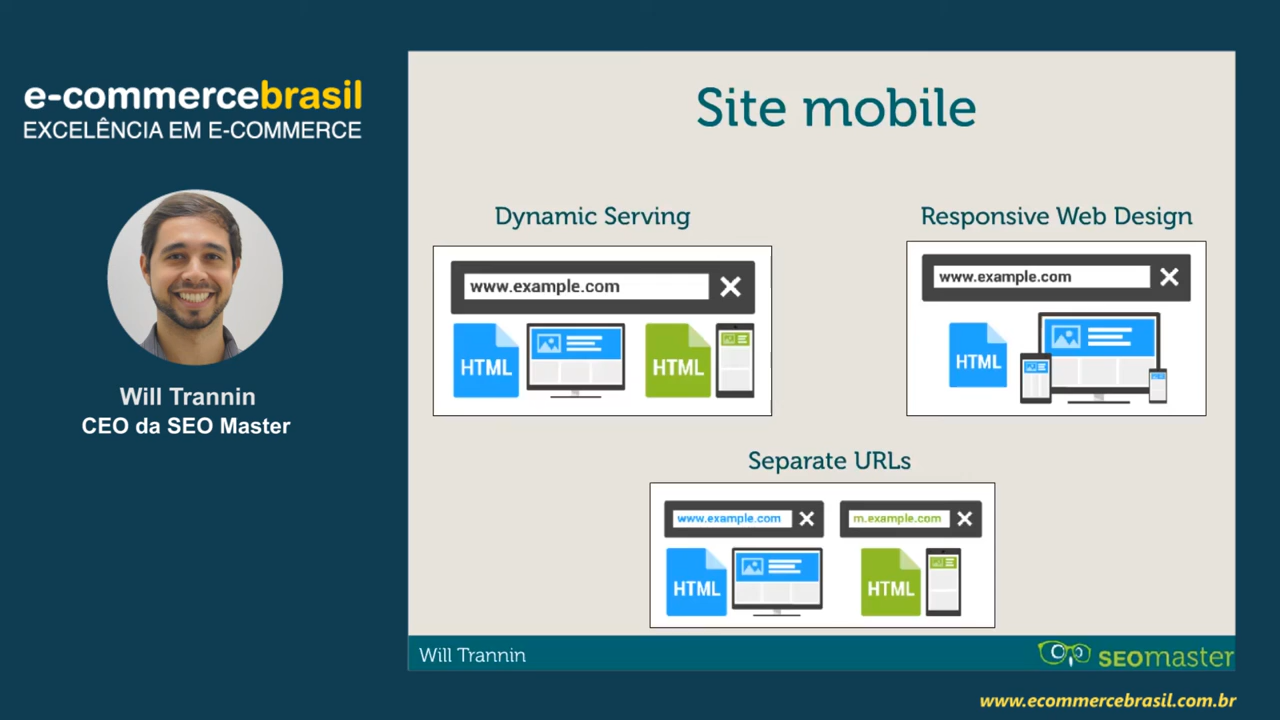 e-commercebrasil
EXCELÊNCIA EM E-COMMERCE
Will Trannin
CEO da SEO Master
Site mobile
Dynamic Serving
www.example.com
HTML
HTML
Responsive Web Design
www.example.com
HTML
Separate URLs
www.example.com
m.example.com
HTML
HTML
Will Trannin
SEOmaster
www.ecommercebrasil.com.br